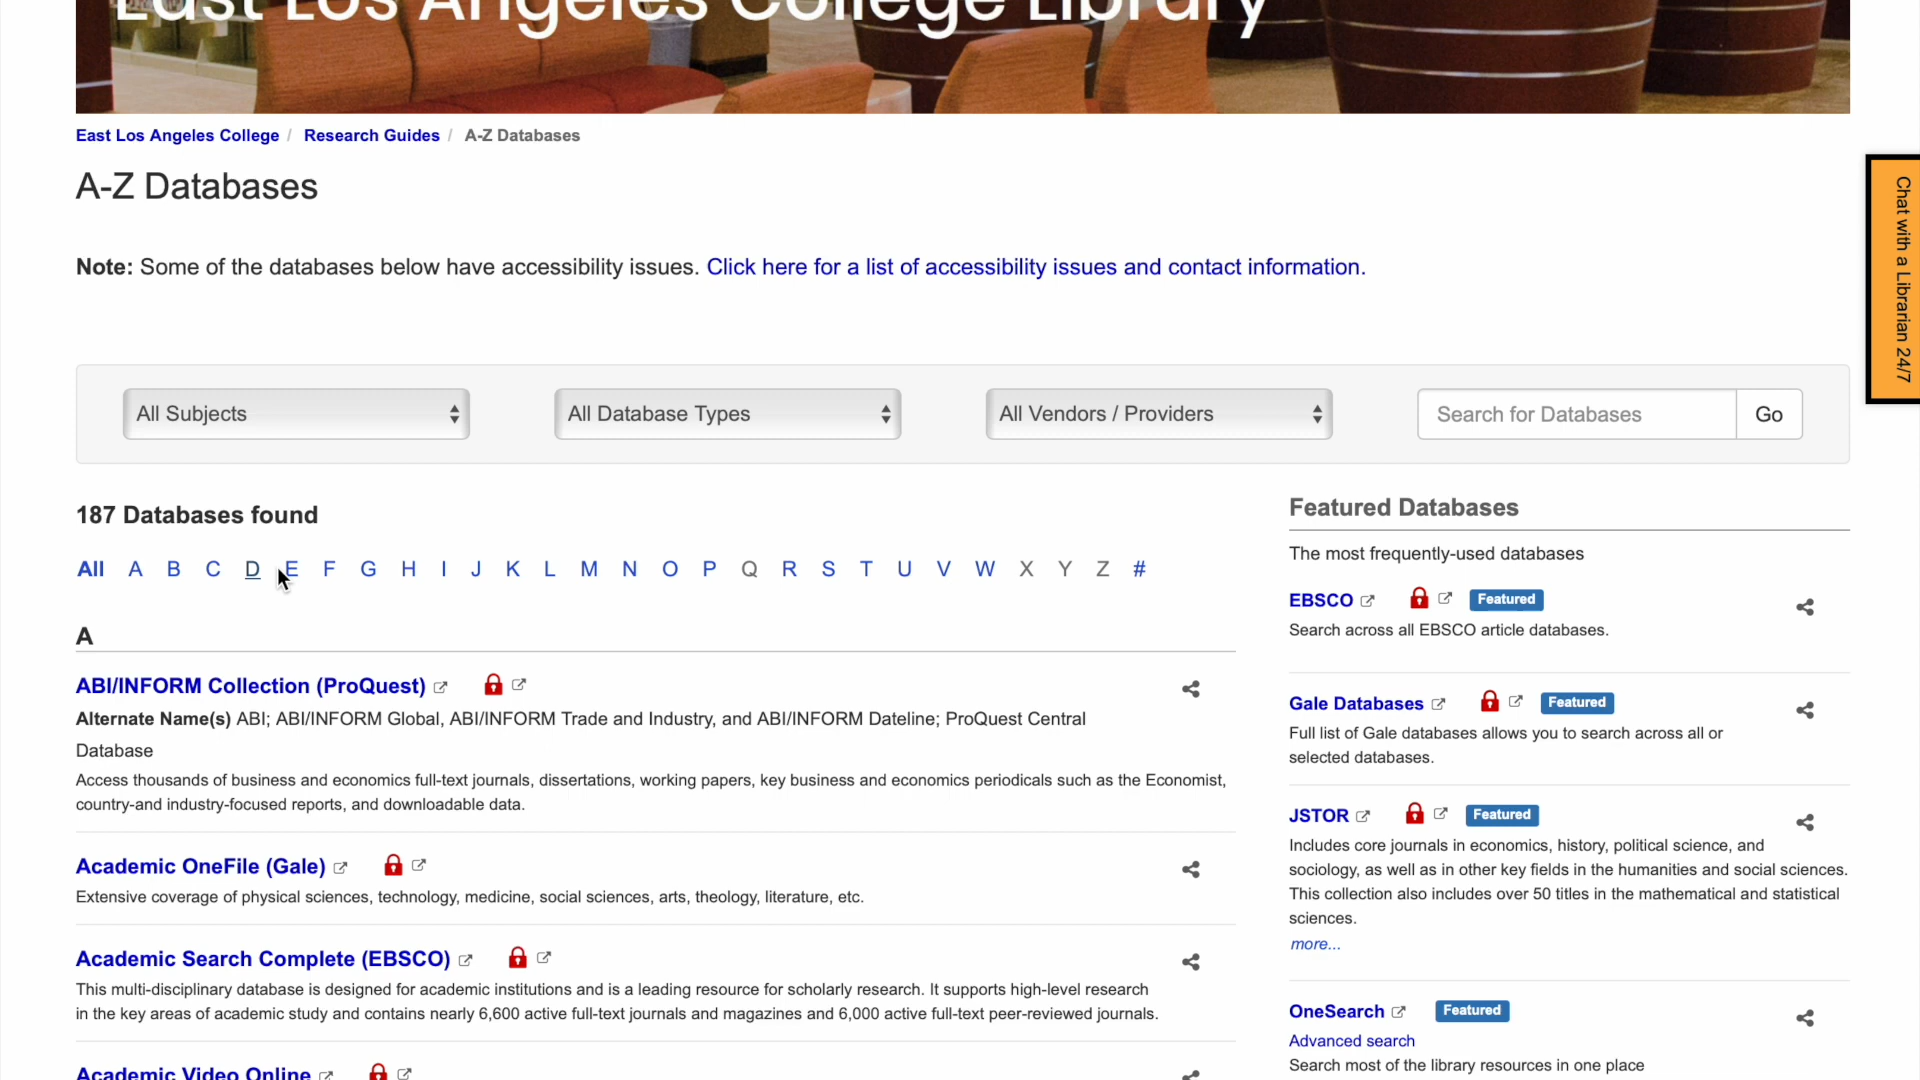 East Los Angeles College Library
East Los Angeles College / Research Guides / A-Z Databases
A-Z Databases
Note: Some of the databases below have accessibility issues. Click here for a list of accessibility issues and contact information.
Chat with a Librarian 24/7
All Subjects
All Database Types
All Vendors / Providers
Search for Databases
Go
187 Databases found
All A B C D E F G H I J K L M N O P Q R S T U V W X Y Z #
A
ABI/INFORM Collection (ProQuest)
Alternate Name(s) ABI; ABI/INFORM Global, ABI/INFORM Trade and Industry, and ABI/INFORM Dateline; ProQuest Central
Database
Access thousands of business and economics full-text journals, dissertations, working papers, key business and economics periodicals such as the Economist,
country-and industry-focused reports, and downloadable data.
Academic OneFile (Gale)
Extensive coverage of physical sciences, technology, medicine, social sciences, arts, theology, literature, etc.
Academic Search Complete (EBSCO)
This multi-disciplinary database is designed for academic institutions and is a leading resource for scholarly research. It supports high-level research
in the key areas of academic study and contains nearly 6,600 active full-text journals and magazines and 6,000 active full-text peer-reviewed journals.
Academic Video Online
Featured Databases
The most frequently-used databases
EBSCO Featured
Search across all EBSCO article databases.
Gale Databases Featured
Full list of Gale databases allows you to search across all or
selected databases.
JSTOR Featured
Includes core journals in economics, history, political science, and
sociology, as well as in other key fields in the humanities and social sciences.
This collection also includes over 50 titles in the mathematical and statistical
sciences.
more...
OneSearch Featured
Advanced search
Search most of the library resources in one place